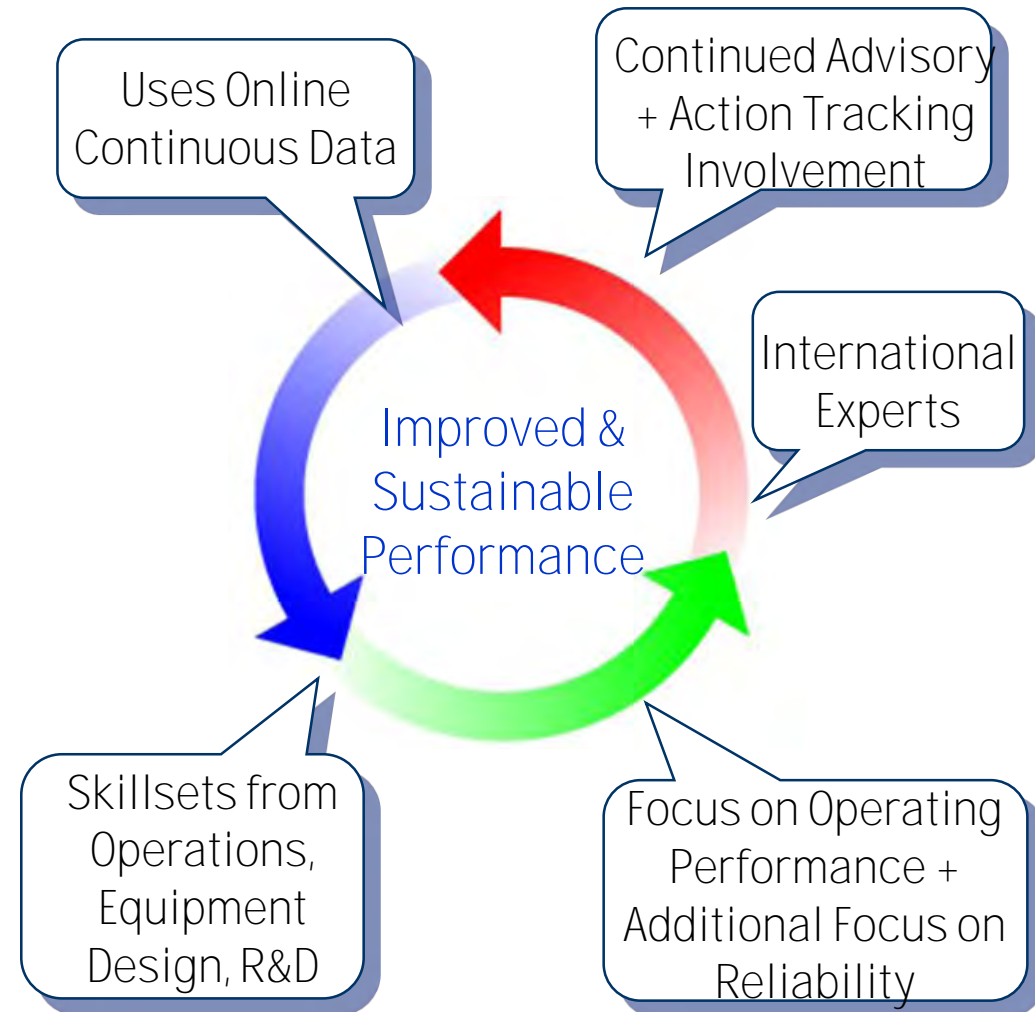 Uses Online
Continuous Data
Continued Advisory
+ Action Tracking
Involvement
International
Experts
Improved &
Sustainable
Performance
Skillsets from
Operations,
Equipment
Design, R&D
Focus on Operating
Performance +
Additional Focus on
Reliability